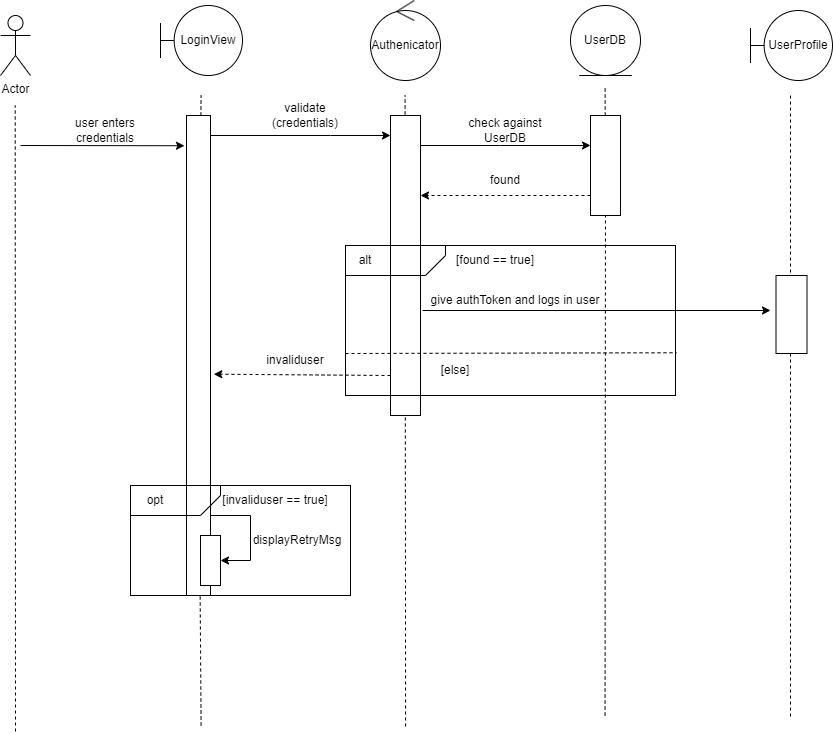 Actor
LoginView
Authenicator
UserDB
UserProfile
user enters
credentials
validate
(credentials)
check against
UserDB
found
alt
[found == true]
give authToken and logs in user
invaliduser
[else]
opt
[invaliduser == true]
displayRetryMsg